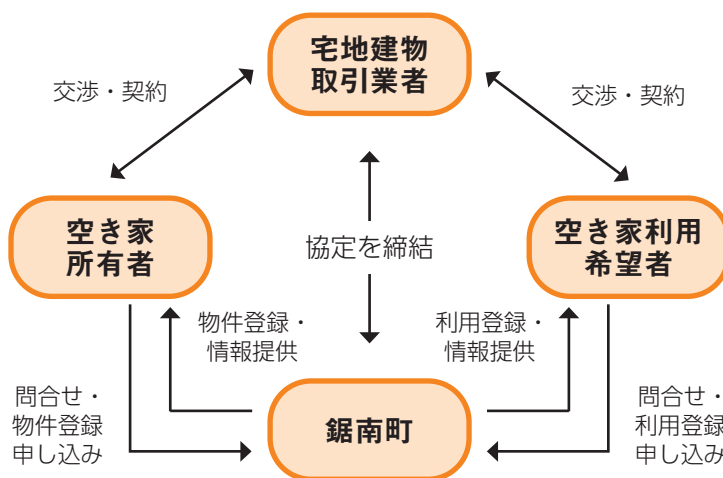 宅地建物
取引業者
交渉・契約
交渉・契約
空き家
所有者
協定を締結
空き家利用
希望者
物件登録・
情報提供
利用登録・
情報提供
問合せ・
物件登録
申し込み
鋸南町
問合せ・
利用登録
申し込み